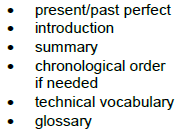 • present/past perfect
• introduction
• summary
• chronological order
if needed
• technical vocabulary
• glossary